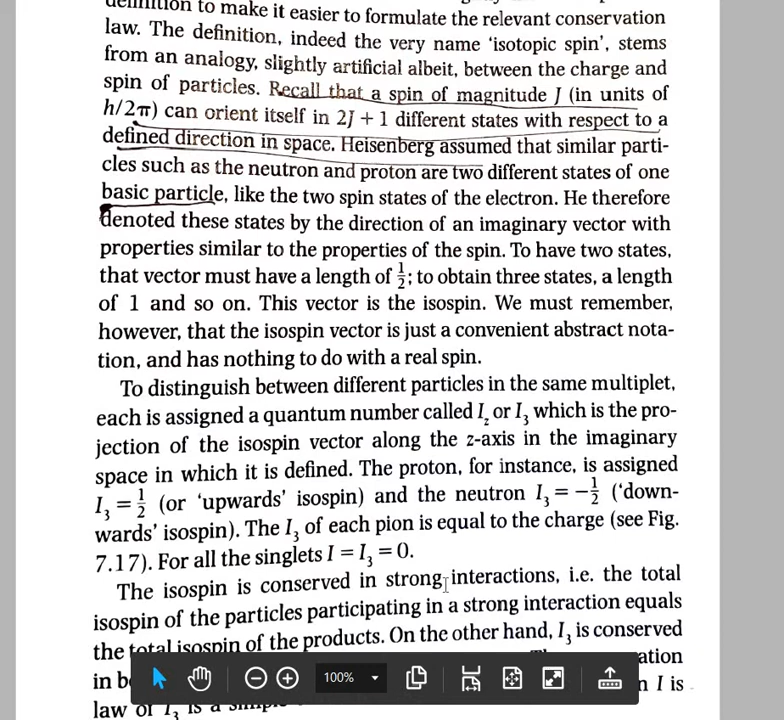 definition to make it easier to formulate the relevant conservation
law. The definition, indeed the very name ‘isotopic spin’, stems
from an analogy, slightly artificial albeit, between the charge and
spin of particles. Recall that a spin of magnitude J (in units of
h/2π) can orient itself in 2J + 1 different states with respect to a
defined direction in space. Heisenberg assumed that similar parti-
cles such as the neutron and proton are two different states of one
basic particle, like the two spin states of the electron. He therefore
denoted these states by the direction of an imaginary vector with
properties similar to the properties of the spin. To have two states,
that vector must have a length of ½; to obtain three states, a length
of 1 and so on. This vector is the isospin. We must remember,
however, that the isospin vector is just a convenient abstract nota-
tion, and has nothing to do with a real spin.
To distinguish between different particles in the same multiplet,
each is assigned a quantum number called I_z or I₃ which is the pro-
jection of the isospin vector along the z-axis in the imaginary
space in which it is defined. The proton, for instance, is assigned
I₃ = ½ (or ‘upwards’ isospin) and the neutron I₃ = −½ (‘down-
wards’ isospin). The I₃ of each pion is equal to the charge (see Fig.
7.17). For all the singlets I = I₃ = 0.
The isospin is conserved in strong interactions, i.e. the total
isospin of the particles participating in a strong interaction equals
the total isospin of the products. On the other hand, I₃ is conserved
in b
ation
100%
n I is
law of I₃ is a